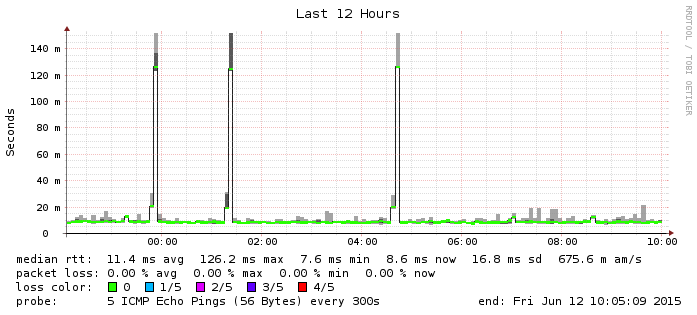 Last 12 Hours
RRDTOOL / TOBI OETIKER
Seconds
140 m
120 m
100 m
80 m
60 m
40 m
20 m
0
00:00 02:00 04:00 06:00 08:00 10:00
median rtt: 11.4 ms avg 126.2 ms max 7.6 ms min 8.6 ms now 16.8 ms sd 675.6 m am/s
packet loss: 0.00 % avg 0.00 % max 0.00 % min 0.00 % now
loss color: 0 1/5 2/5 3/5 4/5
probe: 5 ICMP Echo Pings (56 Bytes) every 300s end: Fri Jun 12 10:05:09 2015